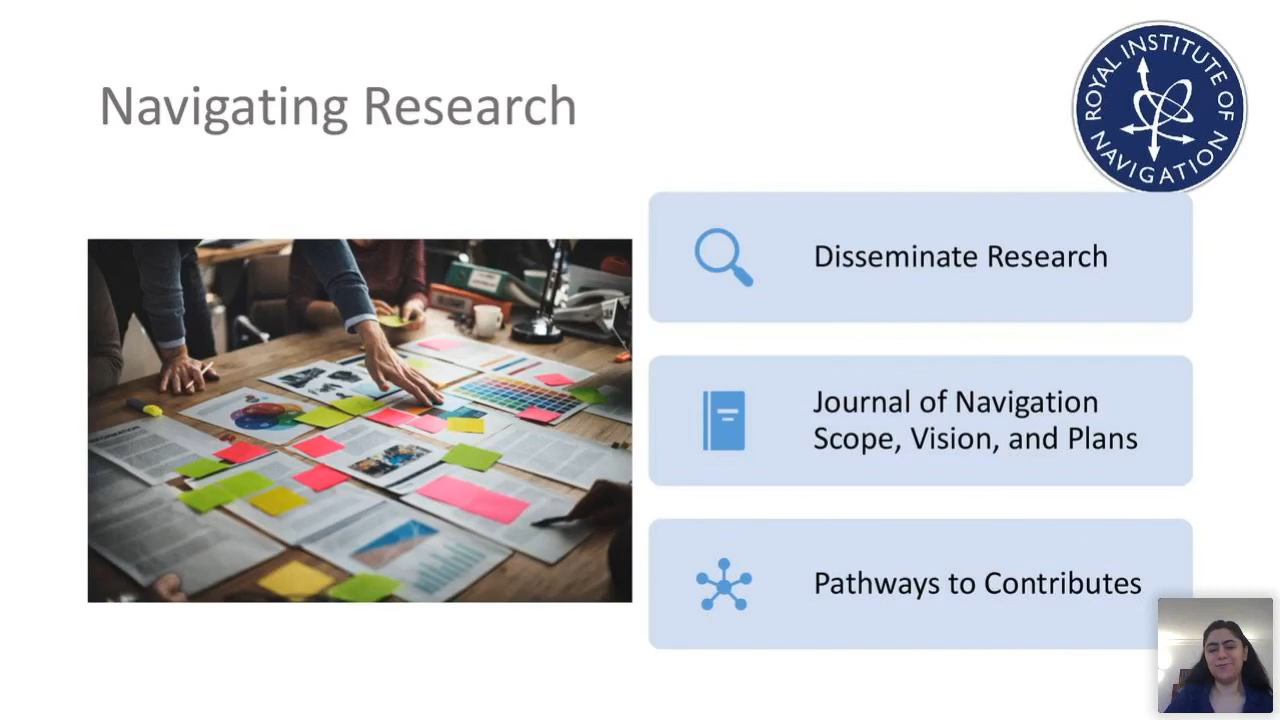 Navigating Research
ROYAL INSTITUTE OF
NAVIGATION
Disseminate Research
Journal of Navigation
Scope, Vision, and Plans
Pathways to Contributes